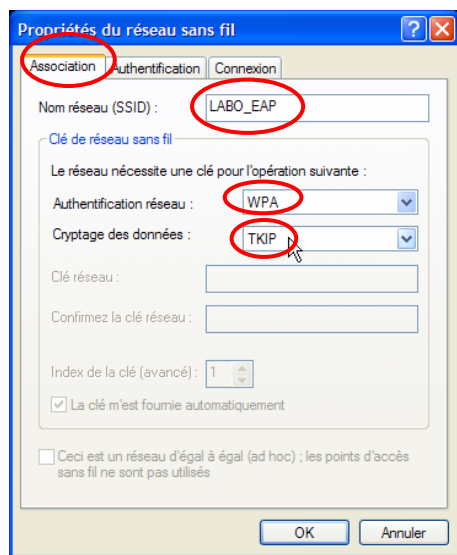 Propriétés du réseau sans fil
Association Authentification Connexion
Nom réseau (SSID) : LABO_EAP
Clé de réseau sans fil
Le réseau nécessite une clé pour l'opération suivante :
Authentification réseau : WPA
Cryptage des données : TKIP
Clé réseau :
Confirmez la clé réseau :
Index de la clé (avancé) : 1
La clé m'est fournie automatiquement
Ceci est un réseau d'égal à égal (ad hoc) ; les points d'accès
sans fil ne sont pas utilisés
OK Annuler